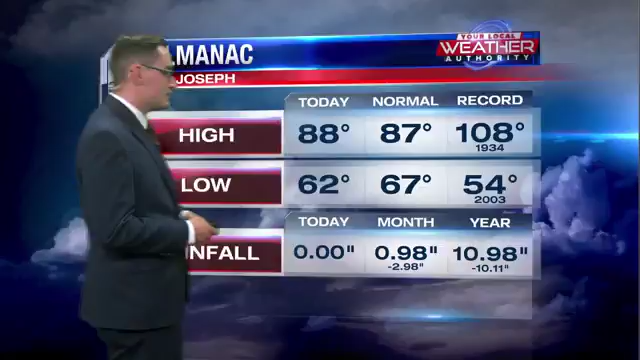 MANAC
YOUR LOCAL
WEATHER
AUTHORITY
JOSEPH
TODAY NORMAL RECORD
HIGH 88° 87° 108°
1934
LOW 62° 67° 54°
2003
TODAY MONTH YEAR
NFALL 0.00" 0.98" 10.98"
-2.98" -10.11"